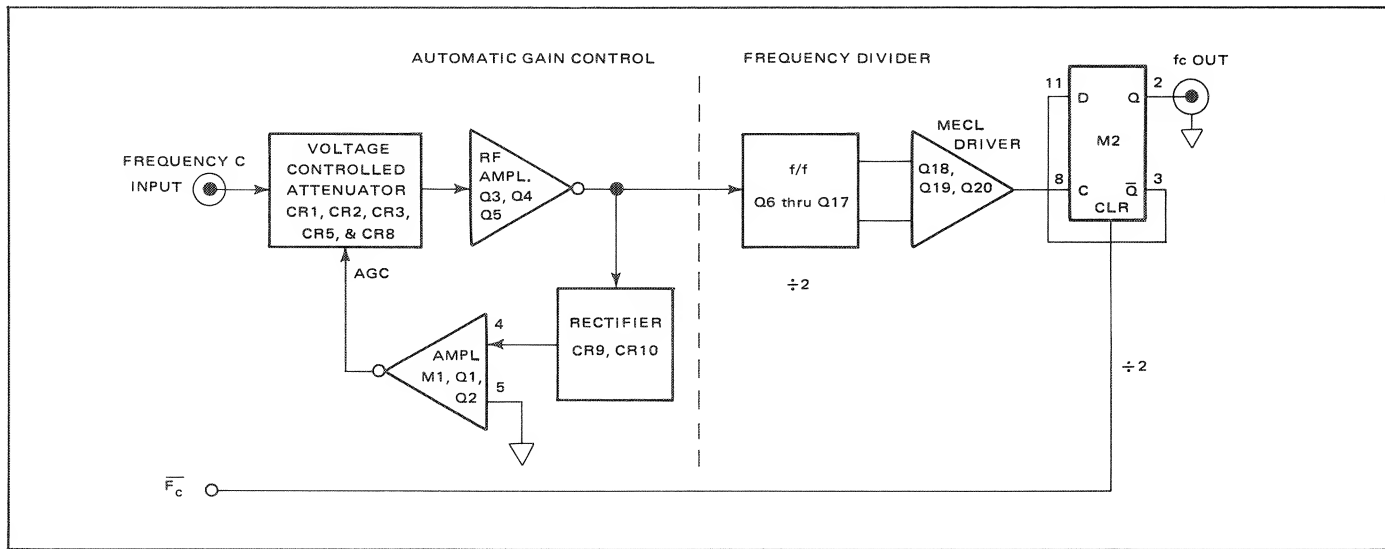 AUTOMATIC GAIN CONTROL
FREQUENCY DIVIDER
fc OUT
FREQUENCY C
INPUT
VOLTAGE
CONTROLLED
ATTENUATOR
CR1, CR2, CR3,
CR5, & CR8
RF
AMPL,
Q3, Q4
Q5
f/f
Q6 thru Q17
÷2
MECL
DRIVER
Q18,
Q19, Q20
11
D
Q
2
M2
8
C
Q̅
3
CLR
÷2
AGC
AMPL
M1, Q1,
Q2
4
5
RECTIFIER
CR9, CR10
F̅c̅